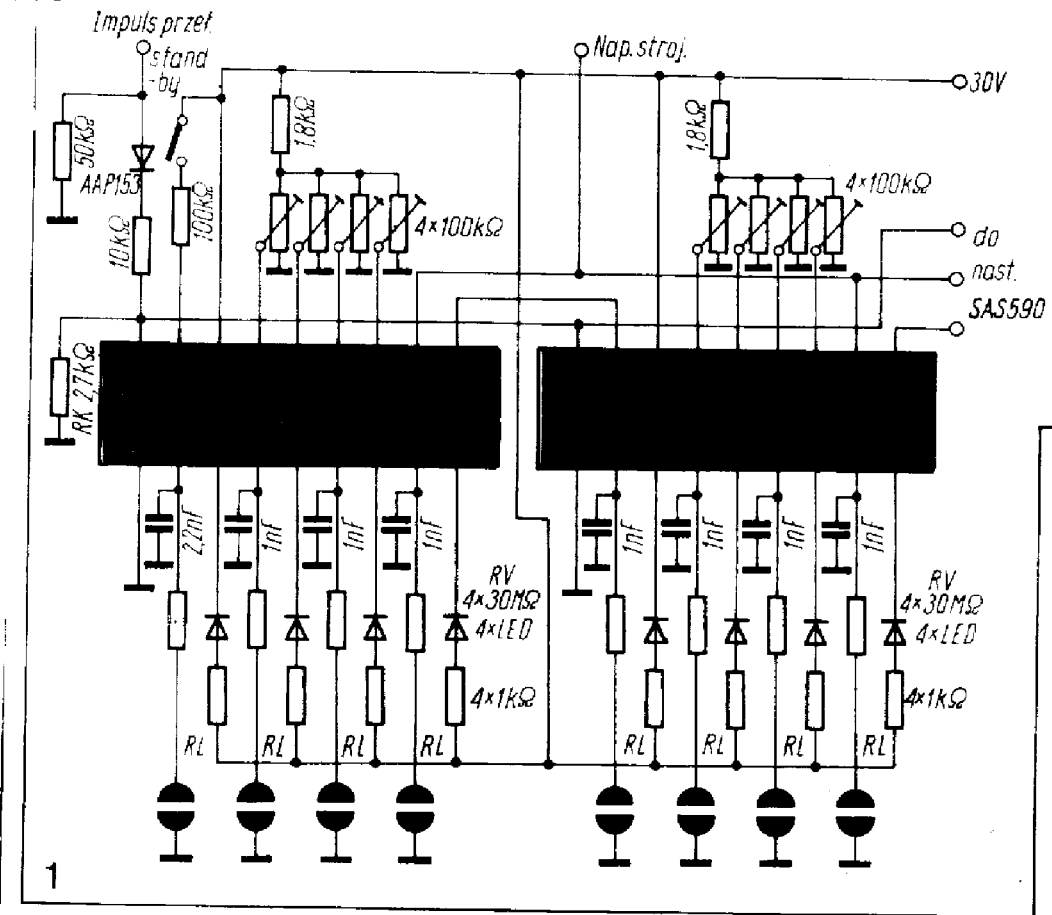 Impuls przeł.
stand
-by
Nap. stroj.
30V
50kΩ
AAP153
10kΩ
100kΩ
1,8kΩ
4×100kΩ
1,8kΩ
4×100kΩ
do
nast.
SAS590
RK 2,7kΩ
2,2nF
1nF
1nF
1nF
1nF
1nF
1nF
1nF
RV
4×30MΩ
4×LED
4×1kΩ
RV
4×30MΩ
4×LED
4×1kΩ
RL
RL
RL
RL
RL
RL
RL
RL
1